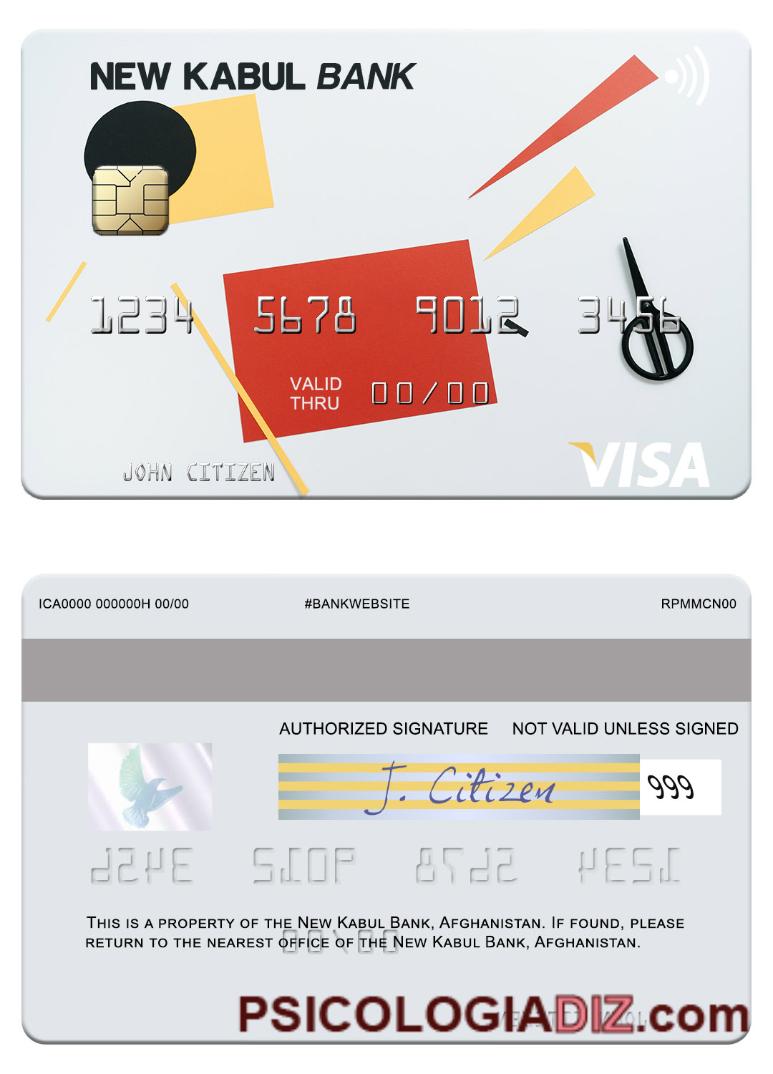 NEW KABUL BANK
1234 5678 9012 3456
VALID THRU 00/00
JOHN CITIZEN
VISA
ICA0000 000000H 00/00 #BANKWEBSITE RPMMCN00
AUTHORIZED SIGNATURE NOT VALID UNLESS SIGNED
J. Citizen 999
THIS IS A PROPERTY OF THE NEW KABUL BANK, AFGHANISTAN. IF FOUND, PLEASE
RETURN TO THE NEAREST OFFICE OF THE NEW KABUL BANK, AFGHANISTAN.
PSICOLOGIADIZ.com